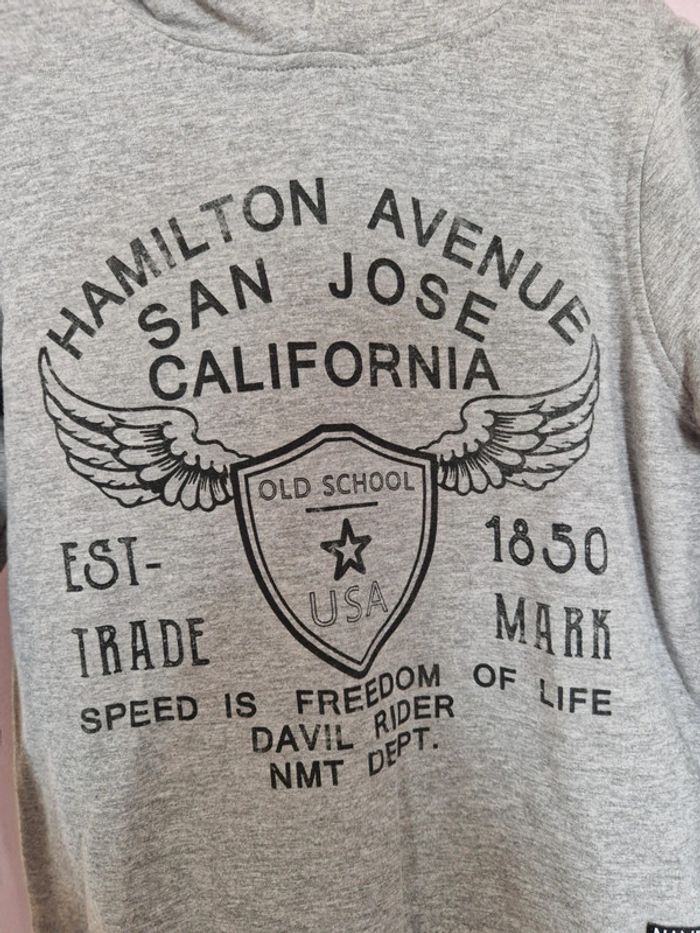 HAMILTON AVENUE
SAN JOSE
CALIFORNIA
OLD SCHOOL
USA
EST- 1850
TRADE MARK
SPEED IS FREEDOM OF LIFE
DAVIL RIDER
NMT DEPT.